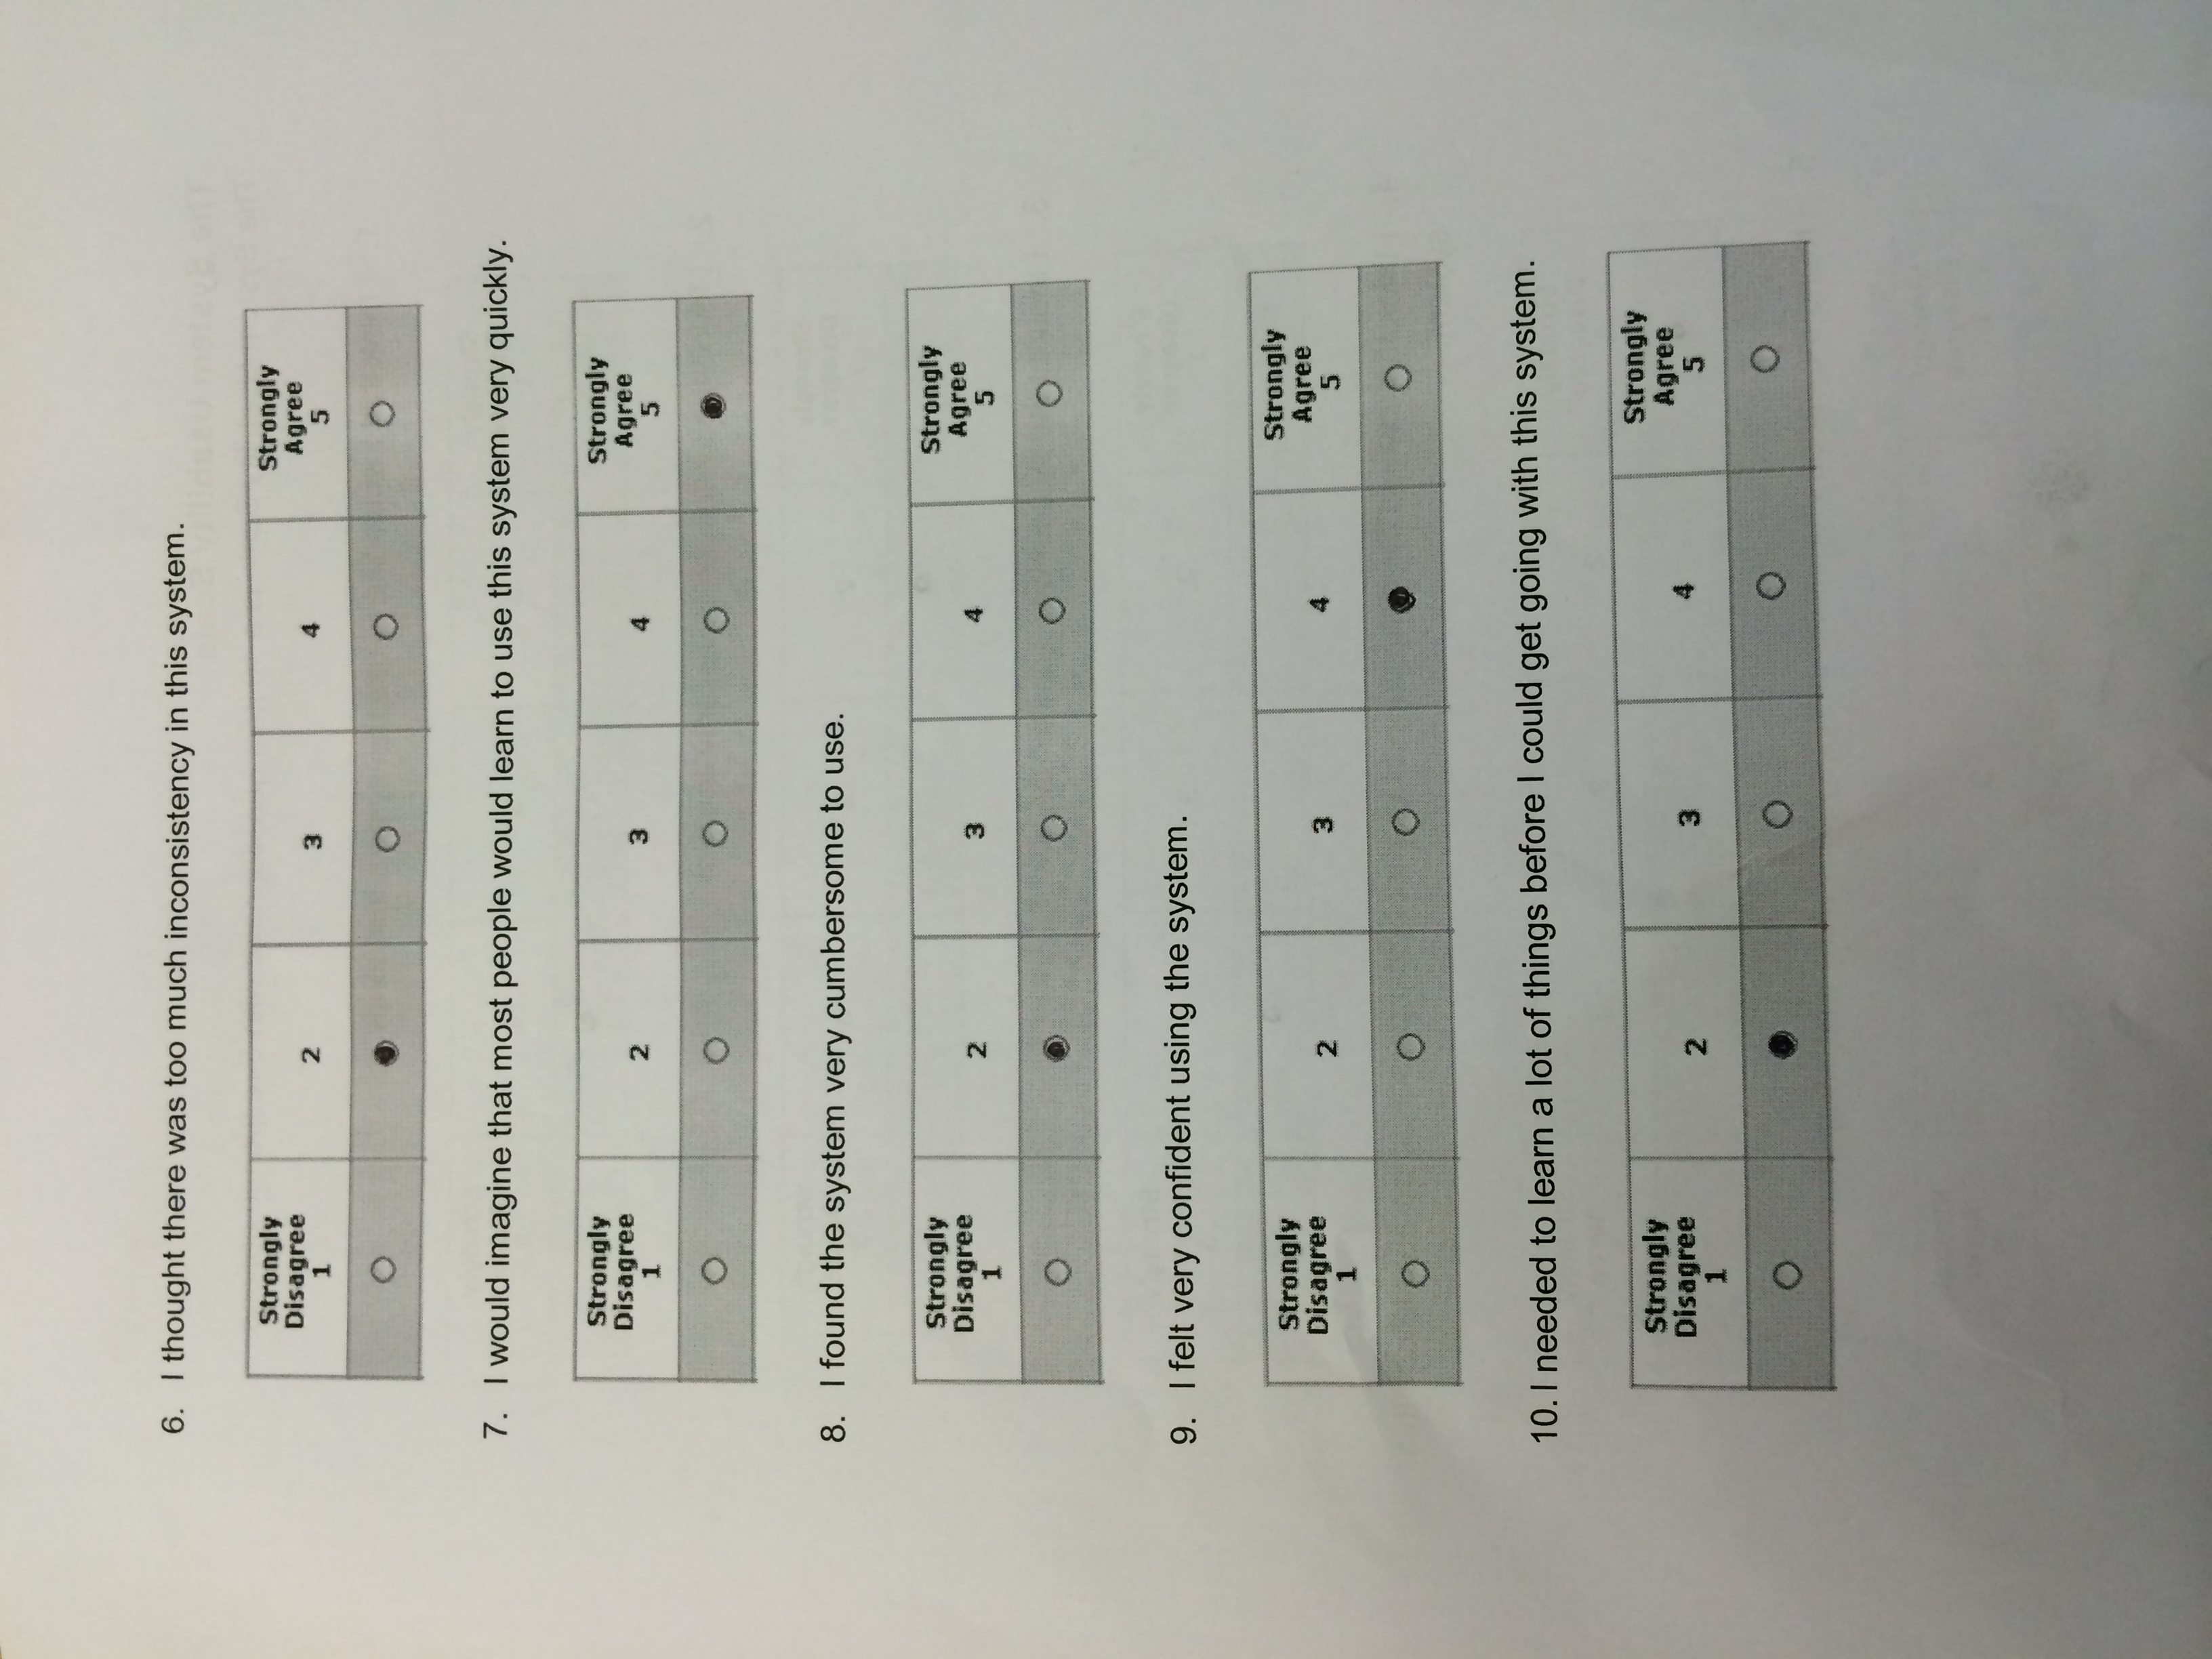 6. I thought there was too much inconsistency in this system.
Strongly Disagree 1 2 3 4 Strongly Agree 5
7. I would imagine that most people would learn to use this system very quickly.
Strongly Disagree 1 2 3 4 Strongly Agree 5
8. I found the system very cumbersome to use.
Strongly Disagree 1 2 3 4 Strongly Agree 5
9. I felt very confident using the system.
Strongly Disagree 1 2 3 4 Strongly Agree 5
10. I needed to learn a lot of things before I could get going with this system.
Strongly Disagree 1 2 3 4 Strongly Agree 5